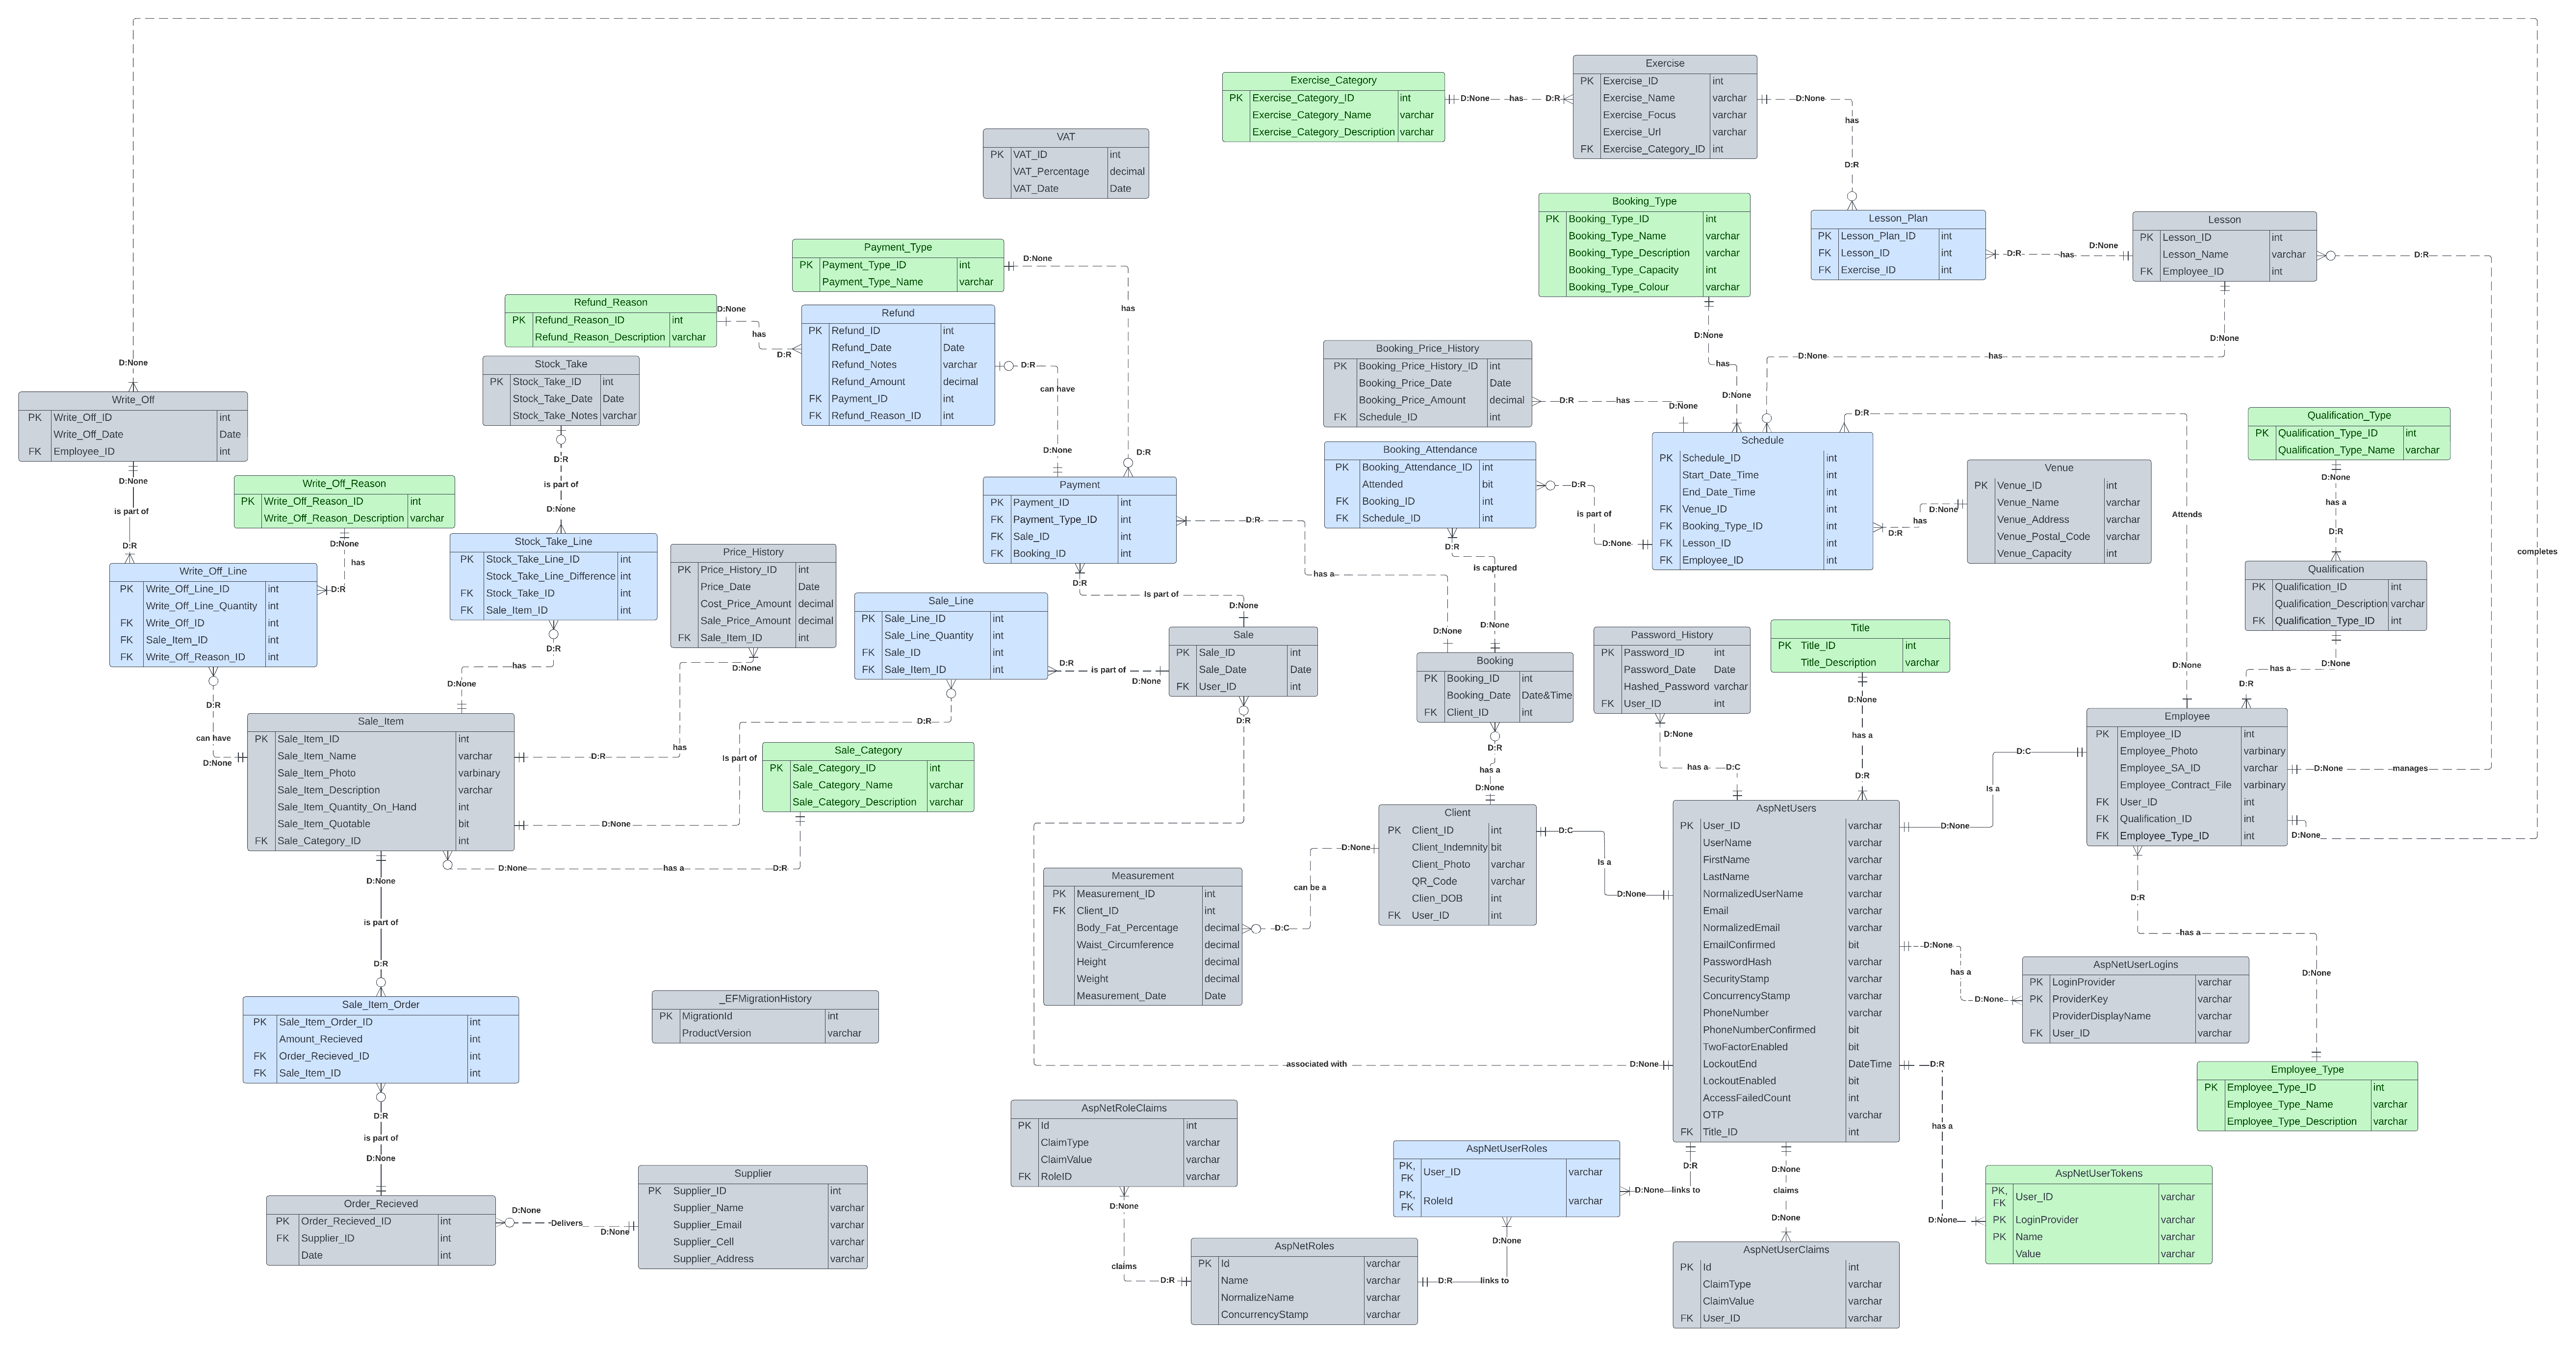 Exercise
PK Exercise_ID int
Exercise_Name varchar
Exercise_Focus varchar
Exercise_Url varchar
FK Exercise_Category_ID int
Exercise_Category
PK Exercise_Category_ID int
Exercise_Category_Name varchar
Exercise_Category_Description varchar
D:None has D:R
D:None
has
D:R
VAT
PK VAT_ID int
VAT_Percentage decimal
VAT_Date Date
Booking_Type
PK Booking_Type_ID int
Booking_Type_Name varchar
Booking_Type_Description varchar
Booking_Type_Capacity int
Booking_Type_Colour varchar
D:None
has
D:None
Lesson_Plan
PK Lesson_Plan_ID int
FK Lesson_ID int
FK Exercise_ID int
D:R has D:None
Lesson
PK Lesson_ID int
Lesson_Name varchar
FK Employee_ID int
D:R
D:None
has
D:None
Payment_Type
PK Payment_Type_ID int
Payment_Type_Name varchar
D:None
has
D:R
Refund_Reason
PK Refund_Reason_ID int
Refund_Reason_Description varchar
D:None
has
D:R
Refund
PK Refund_ID int
Refund_Date Date
Refund_Notes varchar
Refund_Amount decimal
FK Payment_ID int
FK Refund_Reason_ID int
D:R
can have
D:None
Stock_Take
PK Stock_Take_ID int
Stock_Take_Date Date
Stock_Take_Notes varchar
D:R
is part of
D:None
D:None
Write_Off
PK Write_Off_ID int
Write_Off_Date Date
FK Employee_ID int
D:None
is part of
D:R
Booking_Price_History
PK Booking_Price_History_ID int
Booking_Price_Date Date
Booking_Price_Amount decimal
FK Schedule_ID int
D:R has D:None
Booking_Attendance
PK Booking_Attendance_ID int
Attended bit
FK Booking_ID int
FK Schedule_ID int
D:R
is part of
D:None
D:R
is captured
D:None
Schedule
PK Schedule_ID int
Start_Date_Time int
End_Date_Time int
FK Venue_ID int
FK Booking_Type_ID int
FK Lesson_ID int
FK Employee_ID int
D:R
Attends
D:None
Venue
PK Venue_ID int
Venue_Name varchar
Venue_Address varchar
Venue_Postal_Code varchar
Venue_Capacity int
D:None
has
D:R
Qualification_Type
PK Qualification_Type_ID int
Qualification_Type_Name varchar
D:None
has a
D:R
completes
Qualification
PK Qualification_ID int
Qualification_Description varchar
FK Qualification_Type_ID int
D:None
has a
D:R
Write_Off_Reason
PK Write_Off_Reason_ID int
Write_Off_Reason_Description varchar
D:None
has
D:R
Write_Off_Line
PK Write_Off_Line_ID int
Write_Off_Line_Quantity int
FK Write_Off_ID int
FK Sale_Item_ID int
FK Write_Off_Reason_ID int
D:R
can have
D:None
Stock_Take_Line
PK Stock_Take_Line_ID int
Stock_Take_Line_Difference int
FK Stock_Take_ID int
FK Sale_Item_ID int
D:R
has
D:None
Price_History
PK Price_History_ID int
Price_Date Date
Cost_Price_Amount decimal
Sale_Price_Amount decimal
FK Sale_Item_ID int
D:None
has
D:R
Payment
PK Payment_ID int
FK Payment_Type_ID int
FK Sale_ID int
FK Booking_ID int
D:R
has a
D:None
D:R
Is part of
D:None
Sale_Line
PK Sale_Line_ID int
Sale_Line_Quantity int
FK Sale_ID int
FK Sale_Item_ID int
D:R
is part of
D:None
D:R
Is part of
D:None
Sale
PK Sale_ID int
Sale_Date Date
FK User_ID int
D:R
associated with
D:None
Booking
PK Booking_ID int
Booking_Date Date&Time
FK Client_ID int
D:R
has a
D:None
Password_History
PK Password_ID int
Password_Date Date
Hashed_Password varchar
FK User_ID int
D:None
has a D:C
Title
PK Title_ID int
Title_Description varchar
D:None
has a
D:R
Employee
PK Employee_ID int
Employee_Photo varbinary
Employee_SA_ID varchar
Employee_Contract_File varbinary
FK User_ID int
FK Qualification_ID int
FK Employee_Type_ID int
D:None manages
D:None
D:C
Is a
D:None
D:R
has a
D:None
Sale_Item
PK Sale_Item_ID int
Sale_Item_Name varchar
Sale_Item_Photo varbinary
Sale_Item_Description varchar
Sale_Item_Quantity_On_Hand int
Sale_Item_Quotable bit
FK Sale_Category_ID int
D:None
is part of
D:R
Sale_Category
PK Sale_Category_ID int
Sale_Category_Name varchar
Sale_Category_Description varchar
D:None has a D:R
Client
PK Client_ID int
Client_Indemnity bit
Client_Photo varchar
QR_Code varchar
Clien_DOB int
FK User_ID int
D:C
Is a
D:None
D:None
can be a
D:C
Measurement
PK Measurement_ID int
FK Client_ID int
Body_Fat_Percentage decimal
Waist_Circumference decimal
Height decimal
Weight decimal
Measurement_Date Date
AspNetUsers
PK User_ID varchar
UserName varchar
FirstName varchar
LastName varchar
NormalizedUserName varchar
Email varchar
NormalizedEmail varchar
EmailConfirmed bit
PasswordHash varchar
SecurityStamp varchar
ConcurrencyStamp varchar
PhoneNumber varchar
PhoneNumberConfirmed bit
TwoFactorEnabled bit
LockoutEnd DateTime
LockoutEnabled bit
AccessFailedCount int
OTP varchar
FK Title_ID int
D:None
has a
D:None
AspNetUserLogins
PK LoginProvider varchar
PK ProviderKey varchar
ProviderDisplayName varchar
FK User_ID varchar
D:R
has a
D:None
Employee_Type
PK Employee_Type_ID int
Employee_Type_Name varchar
Employee_Type_Description varchar
_EFMigrationHistory
PK MigrationId int
ProductVersion varchar
Sale_Item_Order
PK Sale_Item_Order_ID int
Amount_Recieved int
FK Order_Recieved_ID int
FK Sale_Item_ID int
D:R
is part of
D:None
Order_Recieved
PK Order_Recieved_ID int
FK Supplier_ID int
Date int
D:None
Delivers
D:None
Supplier
PK Supplier_ID int
Supplier_Name varchar
Supplier_Email varchar
Supplier_Cell varchar
Supplier_Address varchar
AspNetRoleClaims
PK Id int
ClaimType varchar
ClaimValue varchar
FK RoleID varchar
D:None
claims
D:R
AspNetUserRoles
PK, FK User_ID varchar
PK, FK RoleId varchar
D:R
D:None links to
D:None
D:R links to
AspNetRoles
PK Id varchar
Name varchar
NormalizeName varchar
ConcurrencyStamp varchar
D:None
claims
D:None
AspNetUserClaims
PK Id int
ClaimType varchar
ClaimValue varchar
FK User_ID varchar
AspNetUserTokens
PK, FK User_ID varchar
PK LoginProvider varchar
PK Name varchar
Value varchar